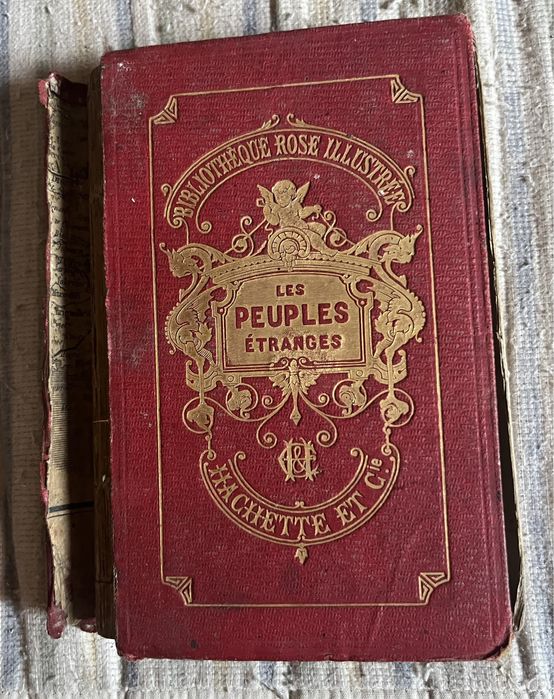 BIBLIOTHÈQUE ROSE ILLUSTRÉE
LES
PEUPLES
ÉTRANGES
H&C
HACHETTE ET Cie